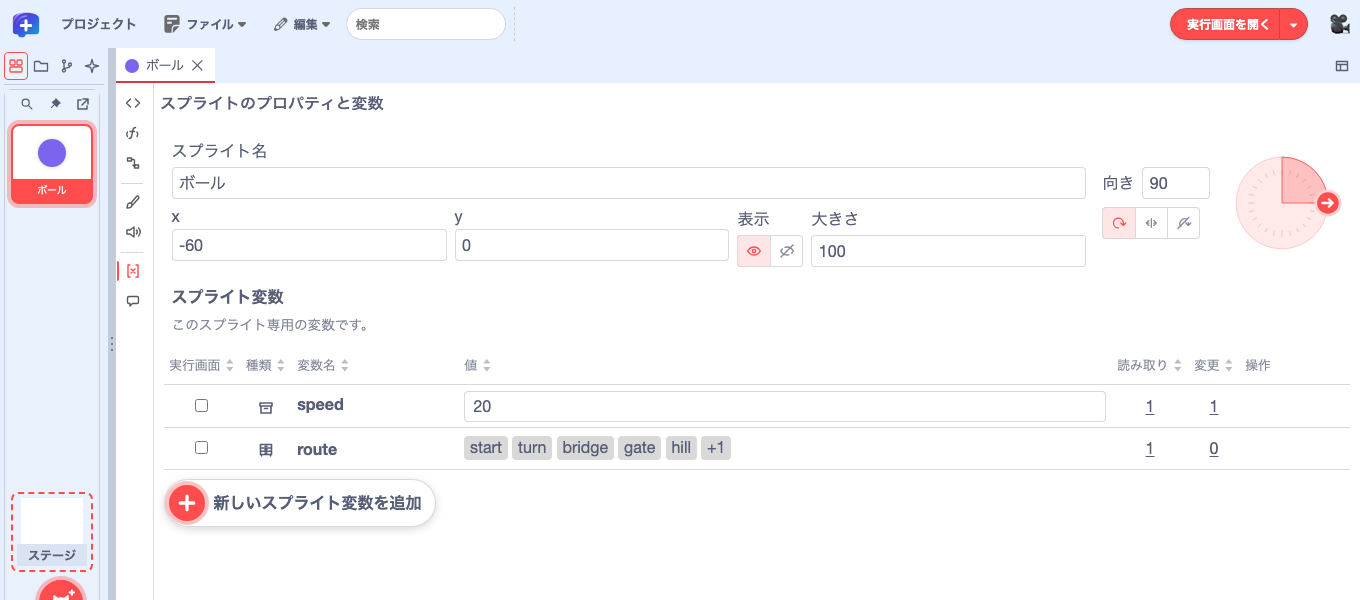 プロジェクト ファイル 編集 検索 実行画面を開く
ボール
スプライトのプロパティと変数
スプライト名
ボール
向き 90
x y 表示 大きさ
-60 0 100
ボール
スプライト変数
このスプライト専用の変数です。
実行画面 種類 変数名 値 読み取り 変更 操作
speed 20 1 1
route start turn bridge gate hill +1 1 0
新しいスプライト変数を追加
ステージ